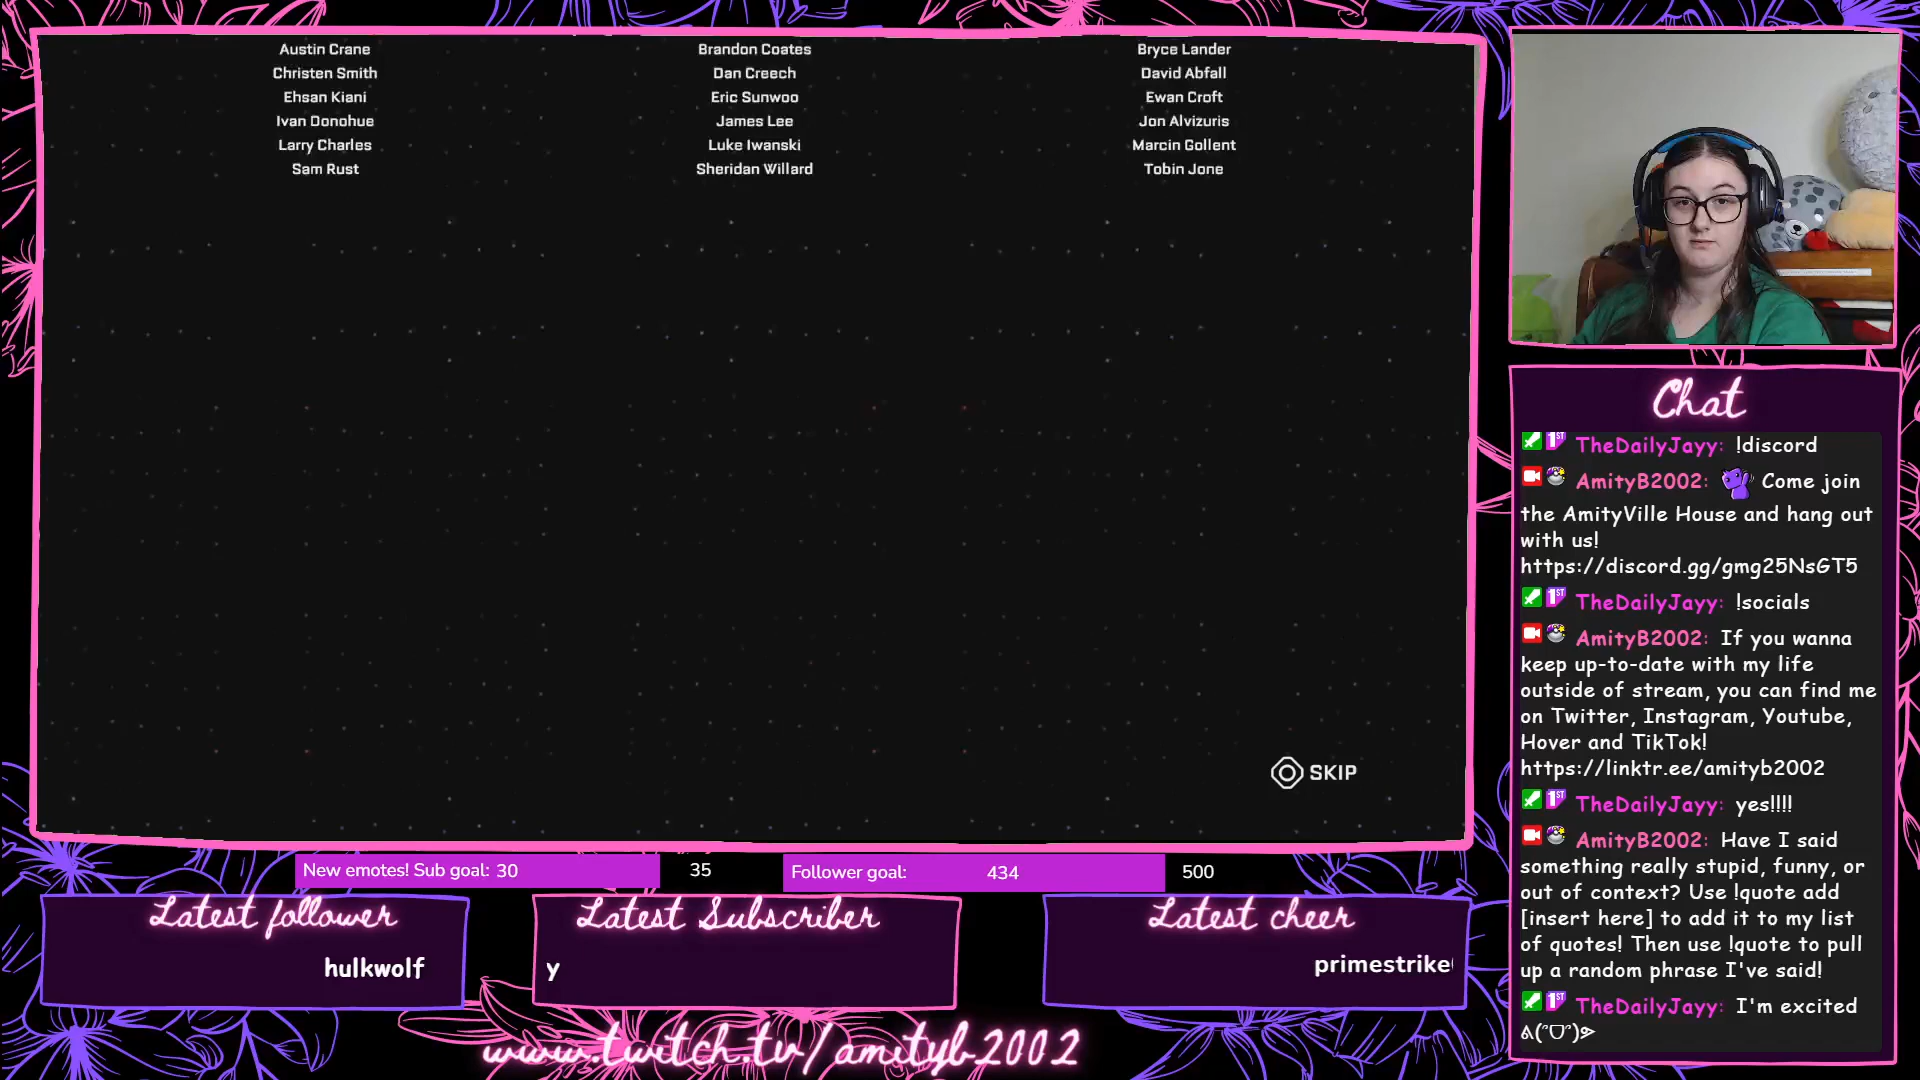 Austin Crane Brandon Coates Bryce Lander
Christen Smith Dan Creech David Abfall
Ehsan Kiani Eric Sunwoo Ewan Croft
Ivan Donohue James Lee Jon Alvizuris
Larry Charles Luke Iwanski Marcin Gollent
Sam Rust Sheridan Willard Tobin Jone
SKIP
Chat
TheDailyJayy: !discord
AmityB2002: Come join
the AmityVille House and hang out
with us!
https://discord.gg/gmg25NsGT5
TheDailyJayy: !socials
AmityB2002: If you wanna
keep up-to-date with my life
outside of stream, you can find me
on Twitter, Instagram, Youtube,
Hover and TikTok!
https://linktr.ee/amityb2002
TheDailyJayy: yes!!!!
AmityB2002: Have I said
something really stupid, funny, or
out of context? Use !quote add
[insert here] to add it to my list
of quotes! Then use !quote to pull
up a random phrase I've said!
TheDailyJayy: I'm excited
New emotes! Sub goal: 30 35 Follower goal: 434 500
Latest follower
hulkwolf
Latest Subscriber
y
Latest cheer
primestrike
www.twitch.tv/amityb2002